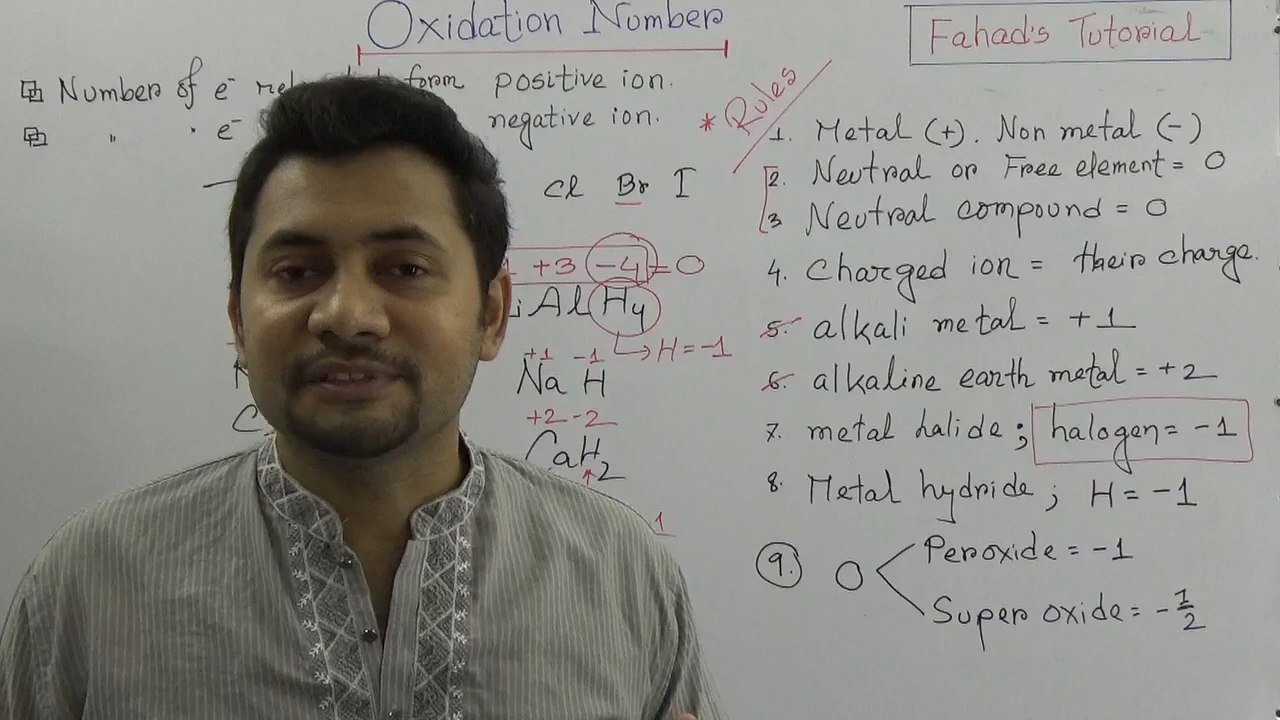 Oxidation Number
Fahad's Tutorial
Number of e⁻ form positive ion.
" " e⁻ negative ion.
Cl Br I
+3 -4 = 0
AlH4
H = -1
+1 -1
NaH
+2 -2
CaH2
1
* Rules
1. Metal (+). Non metal (-)
2. Neutral or Free element = 0
3 Neutral compound = 0
4. Charged ion = their charge.
5. alkali metal = +1
6. alkaline earth metal = +2
7. metal halide ; halogen = -1
8. Metal hydride ; H = -1
9. O
Peroxide = -1
Super oxide = -1/2